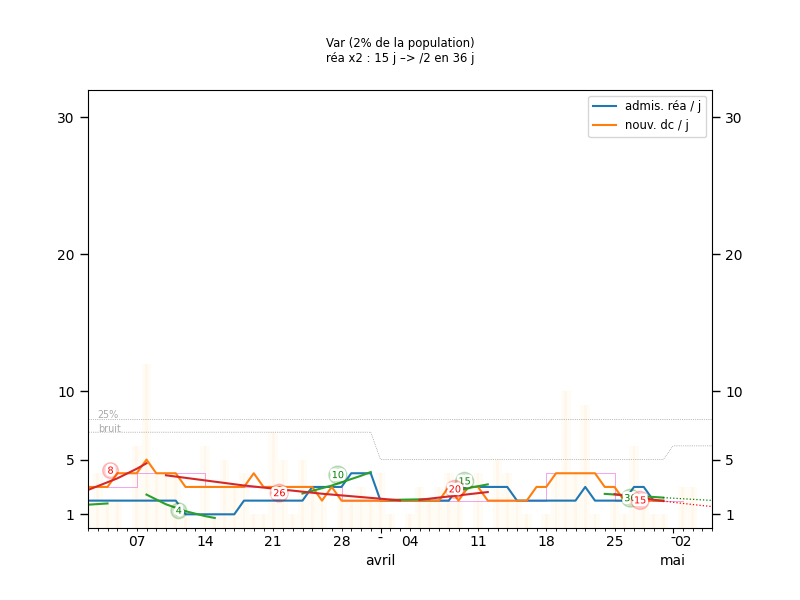 Var (2% de la population)
réa x2 : 15 j –> /2 en 36 j
admis. réa / j
nouv. dc / j
30 30
20 20
10 10
25%
bruit
5 5
8 10 15
26 20 15
4
1 1
07 14 21 28 - 04 11 18 25 - 02
avril mai